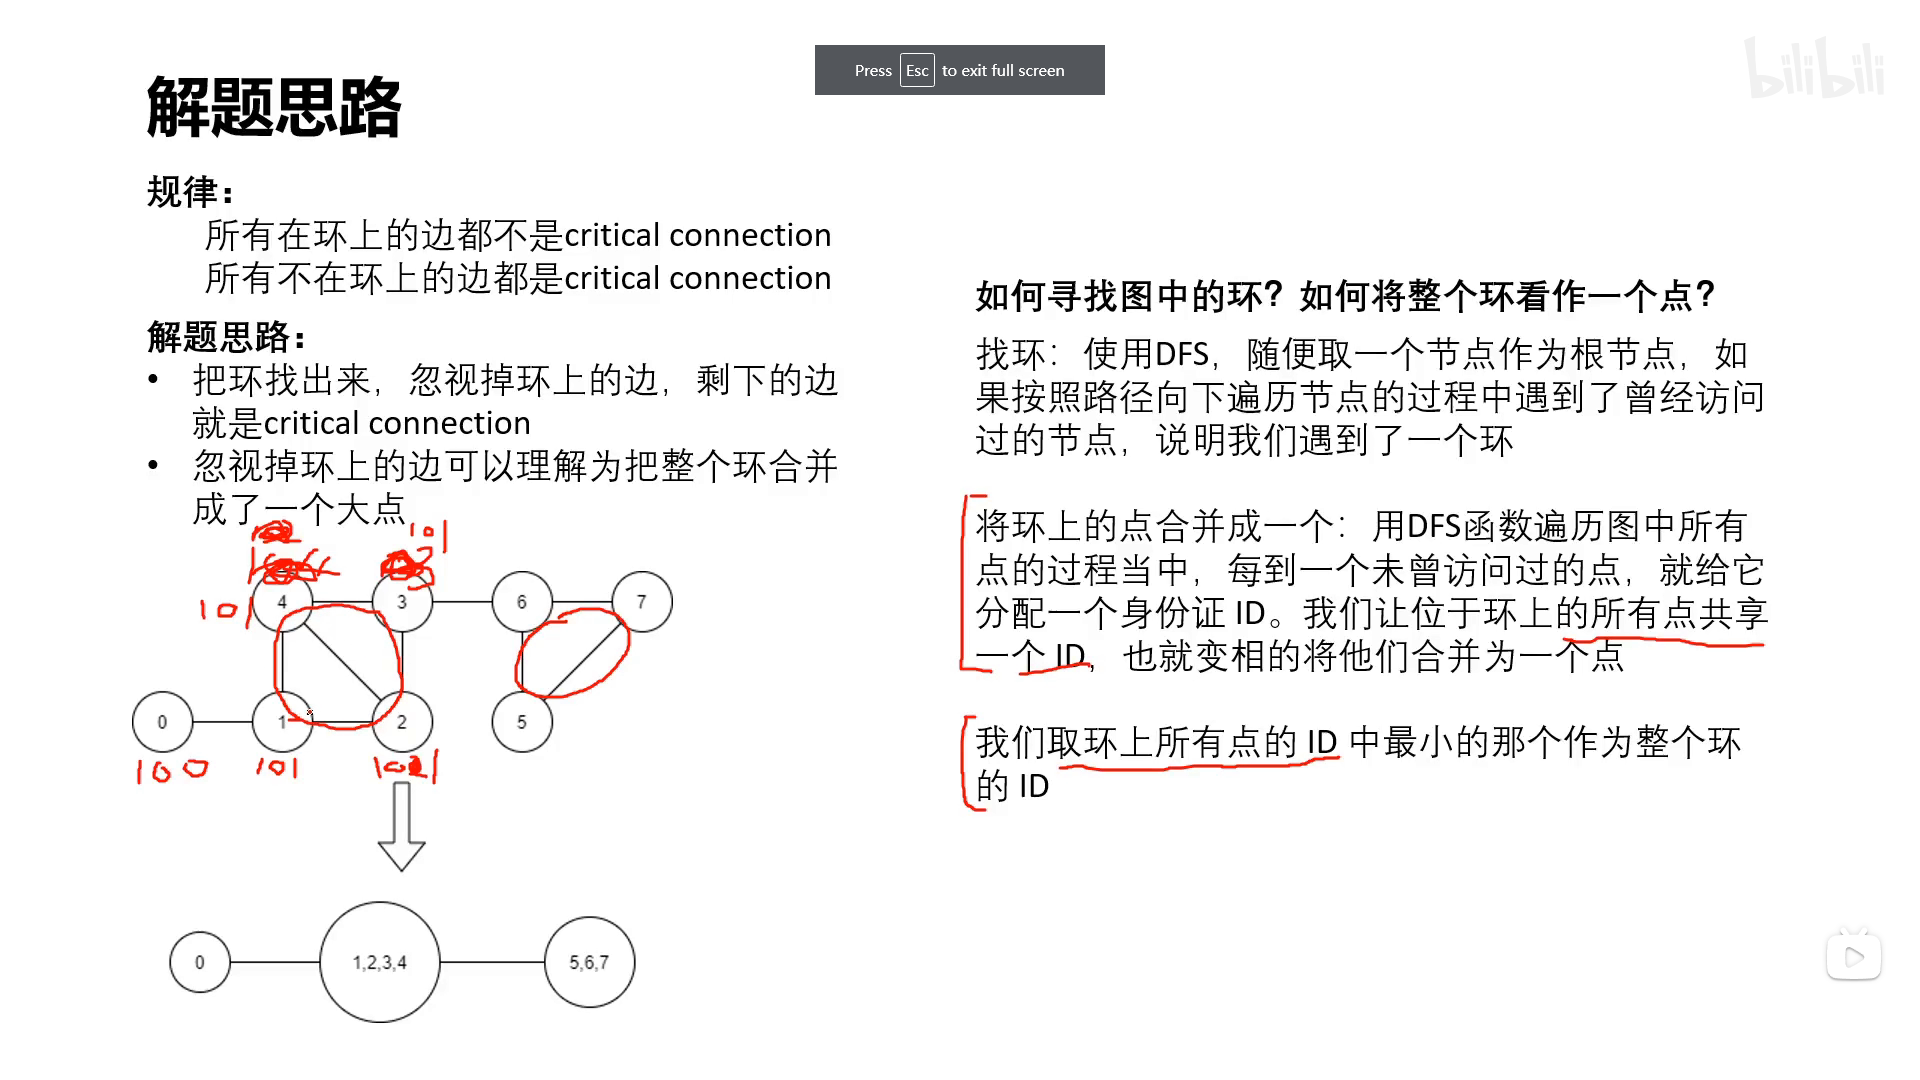 Press Esc to exit full screen
bilibili
解题思路
规律：
所有在环上的边都不是critical connection
所有不在环上的边都是critical connection
解题思路：
• 把环找出来，忽视掉环上的边，剩下的边
就是critical connection
• 忽视掉环上的边可以理解为把整个环合并
成了一个大点
101
101
4
3
6
7
0
1
2
5
100
101
0
1,2,3,4
5,6,7
如何寻找图中的环？如何将整个环看作一个点？
找环：使用DFS，随便取一个节点作为根节点，如
果按照路径向下遍历节点的过程中遇到了曾经访问
过的节点，说明我们遇到了一个环
将环上的点合并成一个：用DFS函数遍历图中所有
点的过程当中，每到一个未曾访问过的点，就给它
分配一个身份证 ID。我们让位于环上的所有点共享
一个 ID，也就变相的将他们合并为一个点
我们取环上所有点的 ID 中最小的那个作为整个环
的 ID